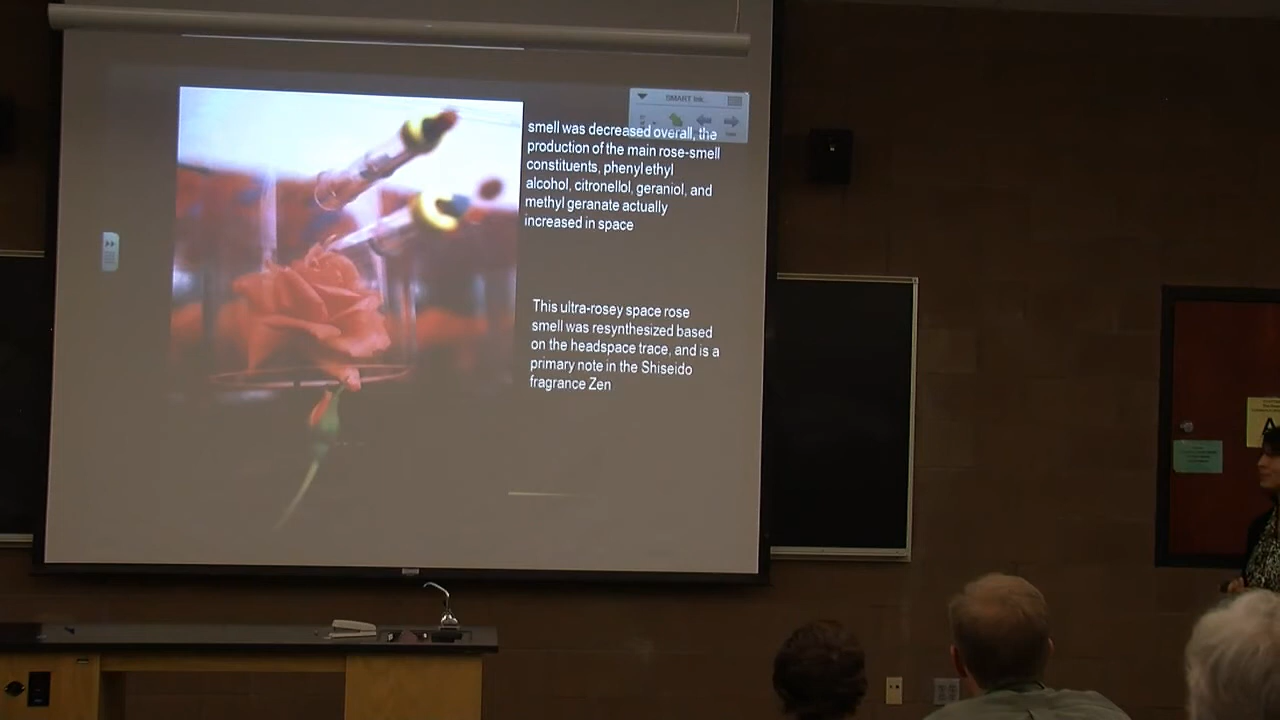 SMART Ink..
smell was decreased overall, the
production of the main rose-smell
constituents, phenyl ethyl
alcohol, citronellol, geraniol, and
methyl geranate actually
increased in space
This ultra-rosey space rose
smell was resynthesized based
on the headspace trace, and is a
primary note in the Shiseido
fragrance Zen